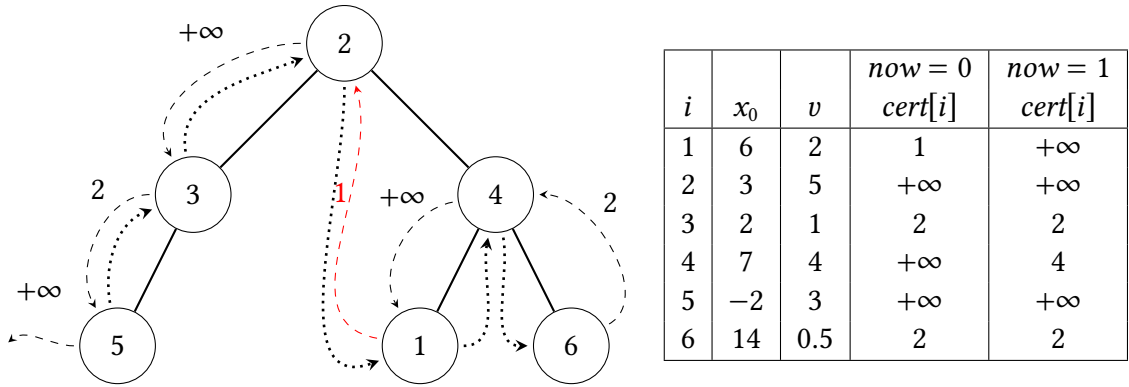 +∞
2
3
2
+∞
5
1
+∞
4
2
1
6
now = 0 now = 1
i x₀ v cert[i] cert[i]
1 6 2 1 +∞
2 3 5 +∞ +∞
3 2 1 2 2
4 7 4 +∞ 4
5 −2 3 +∞ +∞
6 14 0.5 2 2